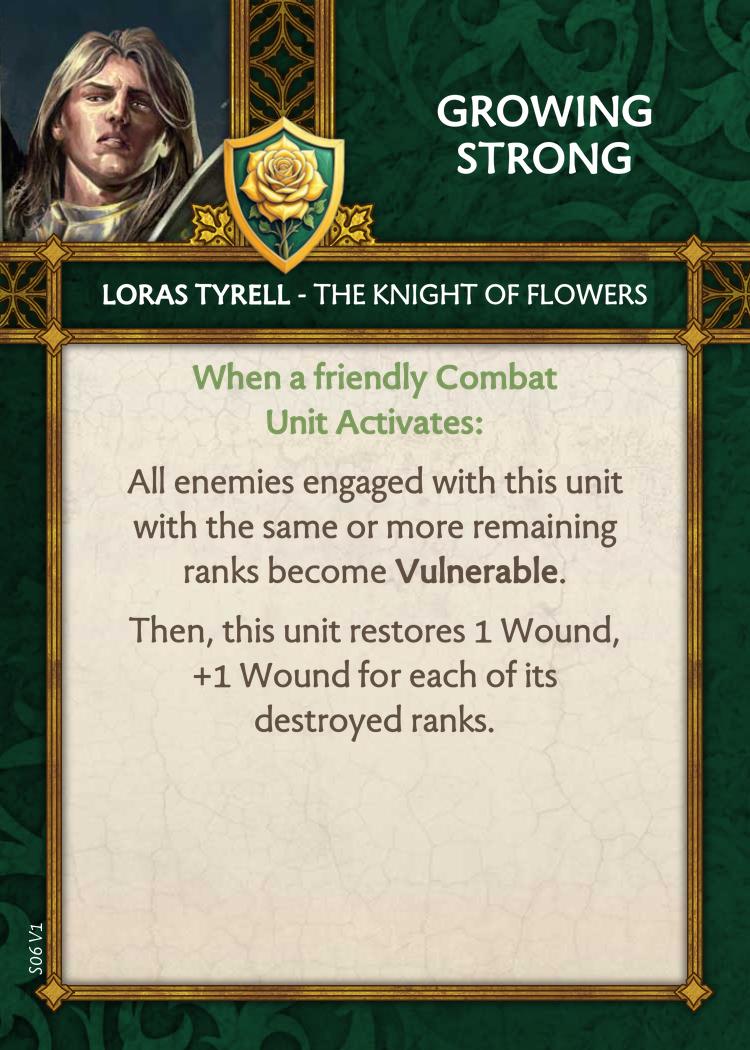 GROWING
STRONG
LORAS TYRELL - THE KNIGHT OF FLOWERS
When a friendly Combat
Unit Activates:
All enemies engaged with this unit
with the same or more remaining
ranks become Vulnerable.
Then, this unit restores 1 Wound,
+1 Wound for each of its
destroyed ranks.
S06 V1